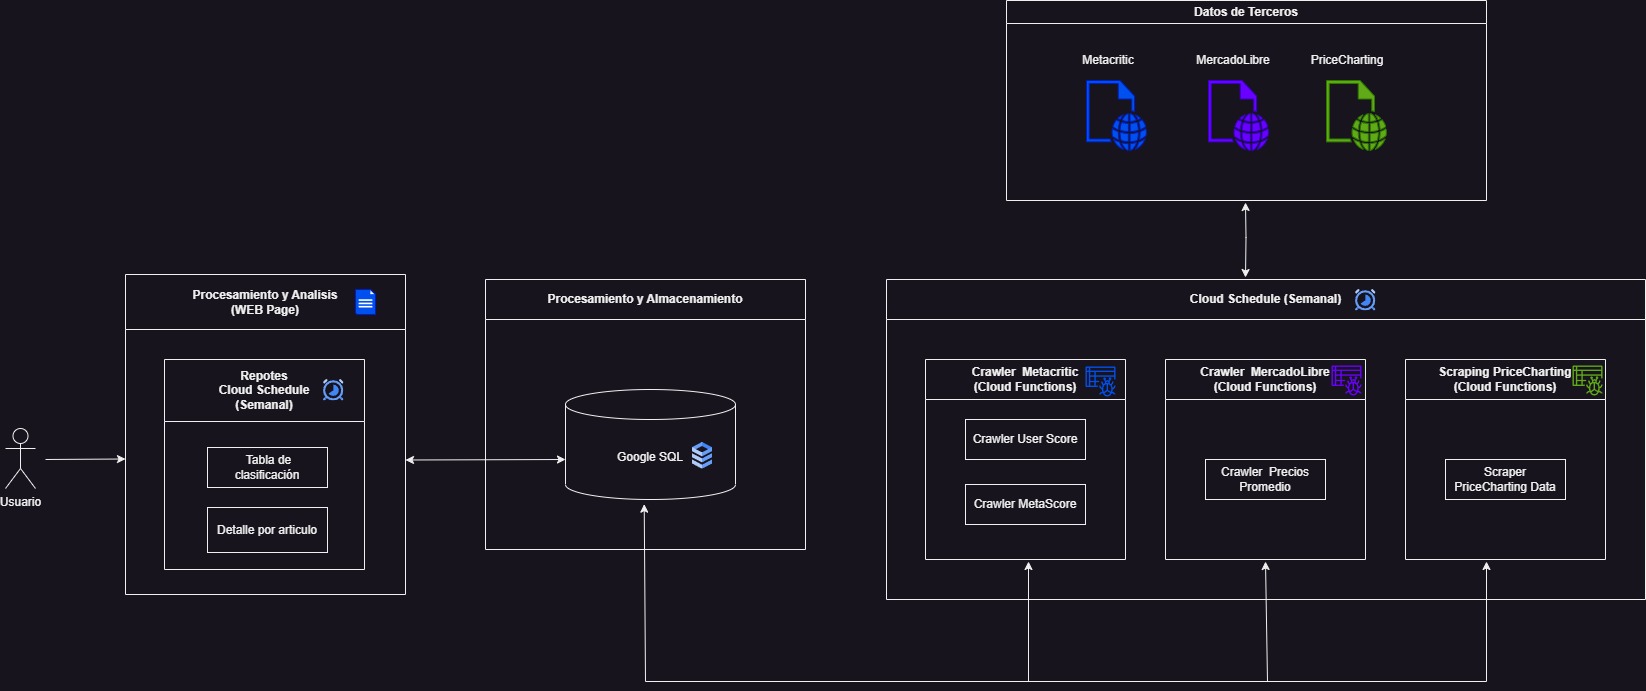 Datos de Terceros
Metacritic
MercadoLibre
PriceCharting
Procesamiento y Analisis
(WEB Page)
Repotes
Cloud Schedule
(Semanal)
Tabla de
clasificación
Detalle por articulo
Usuario
Procesamiento y Almacenamiento
Google SQL
Cloud Schedule (Semanal)
Crawler Metacritic
(Cloud Functions)
Crawler User Score
Crawler MetaScore
Crawler MercadoLibre
(Cloud Functions)
Crawler Precios
Promedio
Scraping PriceCharting
(Cloud Functions)
Scraper
PriceCharting Data